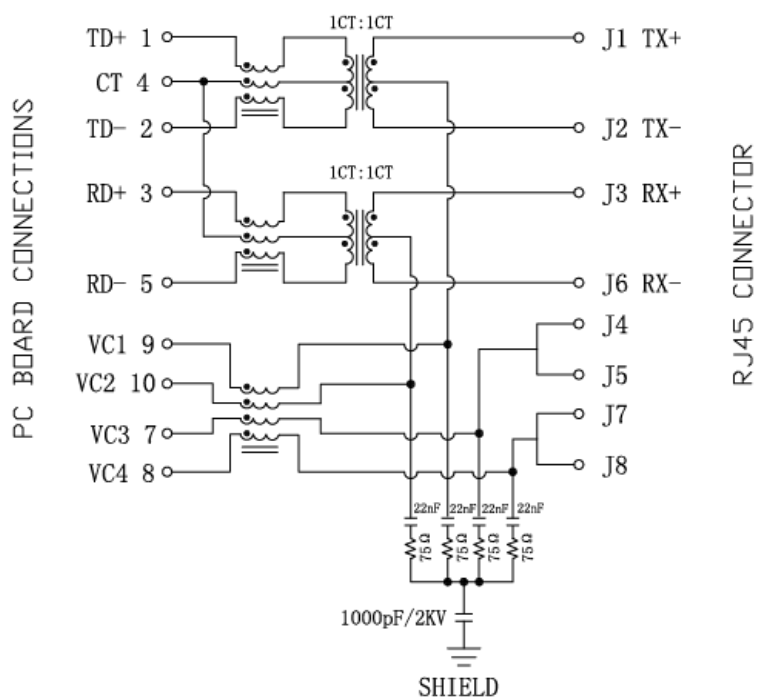 1CT:1CT
TD+ 1
J1 TX+
CT 4
TD- 2
J2 TX-
1CT:1CT
RD+ 3
J3 RX+
RD- 5
J6 RX-
PC BOARD CONNECTIONS
RJ45 CONNECTOR
J4
VC1 9
J5
VC2 10
J7
VC3 7
J8
VC4 8
22nF 22nF 22nF 22nF
75Ω 75Ω 75Ω 75Ω
1000pF/2KV
SHIELD